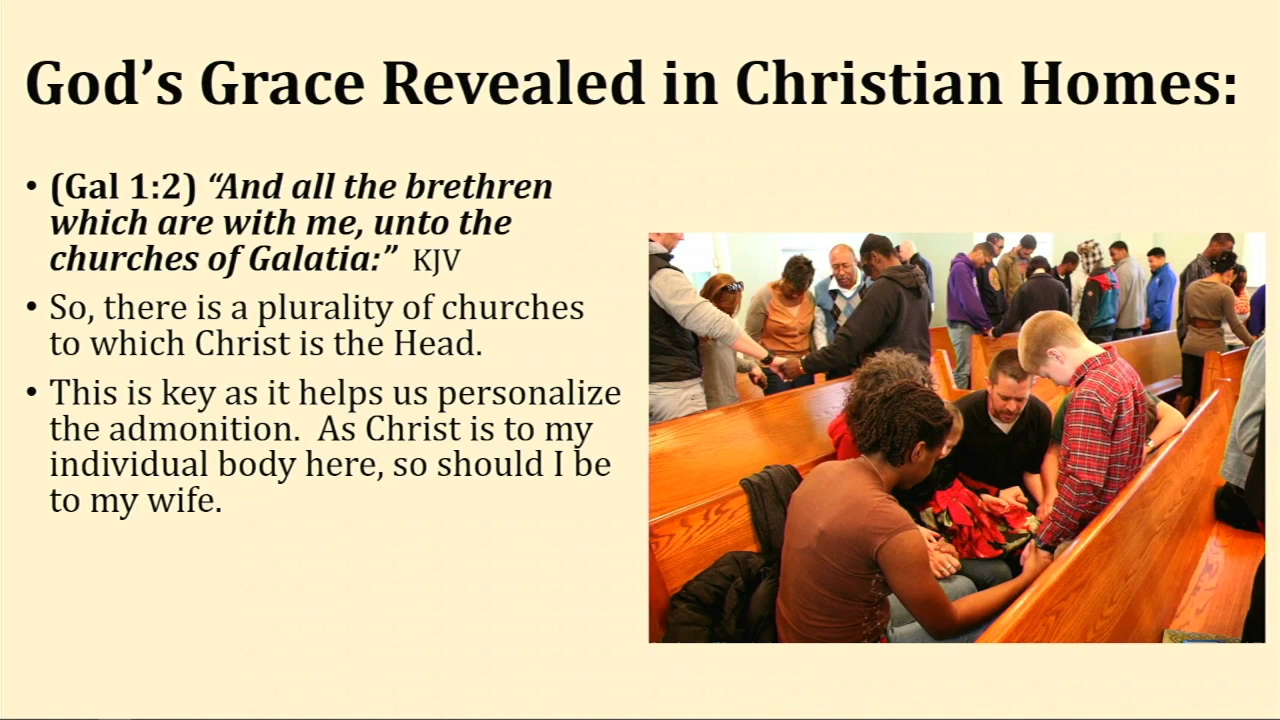 God’s Grace Revealed in Christian Homes:
• (Gal 1:2) “And all the brethren
which are with me, unto the
churches of Galatia:” KJV
• So, there is a plurality of churches
to which Christ is the Head.
• This is key as it helps us personalize
the admonition. As Christ is to my
individual body here, so should I be
to my wife.